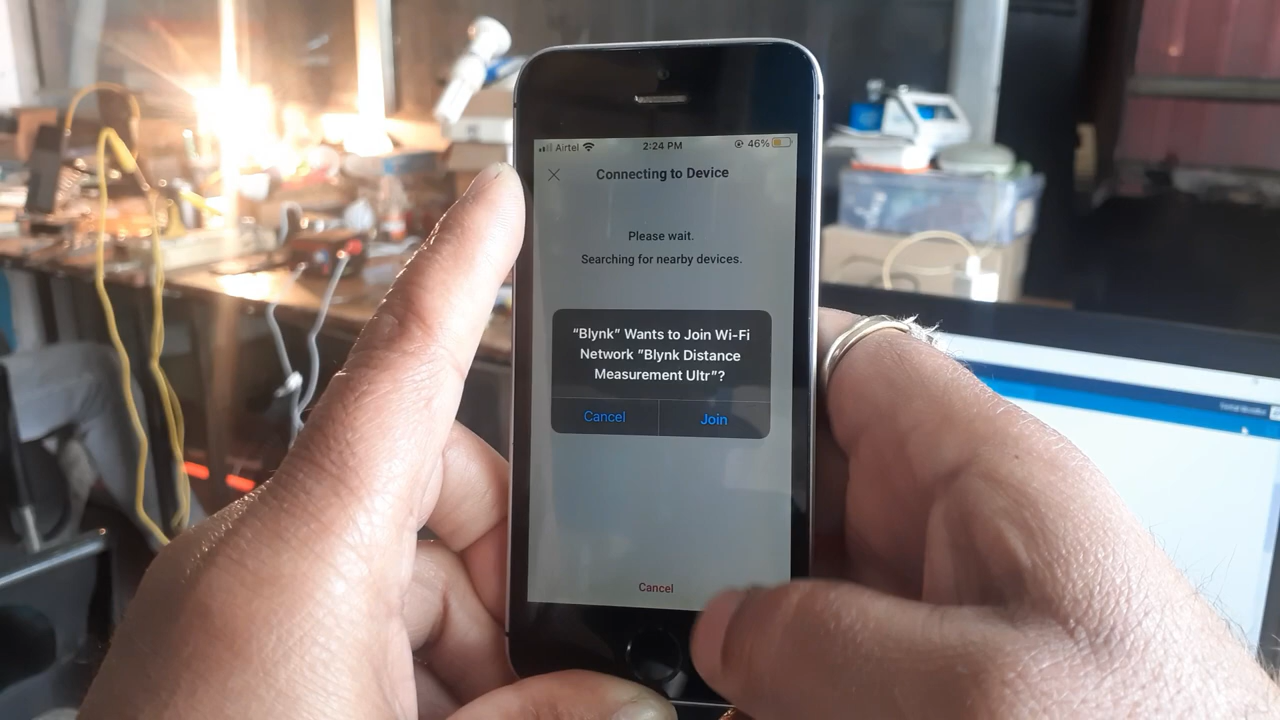 Airtel 2:24 PM 46%
Connecting to Device
Please wait.
Searching for nearby devices.
“Blynk” Wants to Join Wi-Fi
Network ”Blynk Distance
Measurement Ultr”?
Cancel Join
Cancel